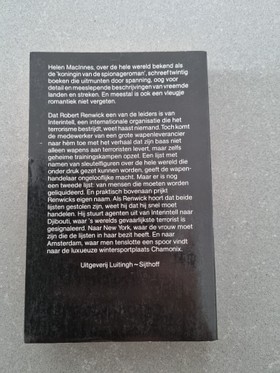 Helen MacInnes, over de hele wereld bekend als
de 'koningin van de spionageroman', schreef twintig
boeken die uitmunten door spanning, oog voor
detail en meeslepende beschrijvingen van vreemde
landen en streken. En meestal is ook een vleugje
romantiek niet vergeten.
Dat Robert Renwick een van de leiders is van
Interintell, een internationale organisatie die het
terrorisme bestrijdt, weet haast niemand. Toch komt
de medewerker van een grote wapenleverancier
naar hèm toe met het verhaal dat zijn baas niet
alleen wapens aan terroristen levert, maar zelfs
geheime trainingskampen opzet. Een lijst met
namen van sleutelfiguren over de hele wereld die
onder druk gezet kunnen worden, geeft de wapen-
handelaar ongelooflijke macht. Maar er is nog
een tweede lijst: van mensen die moeten worden
geliquideerd. En praktisch bovenaan prijkt
Renwicks eigen naam. Als Renwick hoort dat beide
lijsten gestolen zijn, weet hij dat hij snel moet
handelen. Hij stuurt agenten uit van Interintell naar
Djibouti, waar 's werelds gevaarlijkste terrorist is
gesignaleerd. Naar New York, waar de vrouw moet
zijn die de lijsten in haar bezit heeft. En naar
Amsterdam, waar men tenslotte een spoor vindt
naar de luxueuze wintersportplaats Chamonix.
Uitgeverij Luitingh ~ Sijthoff